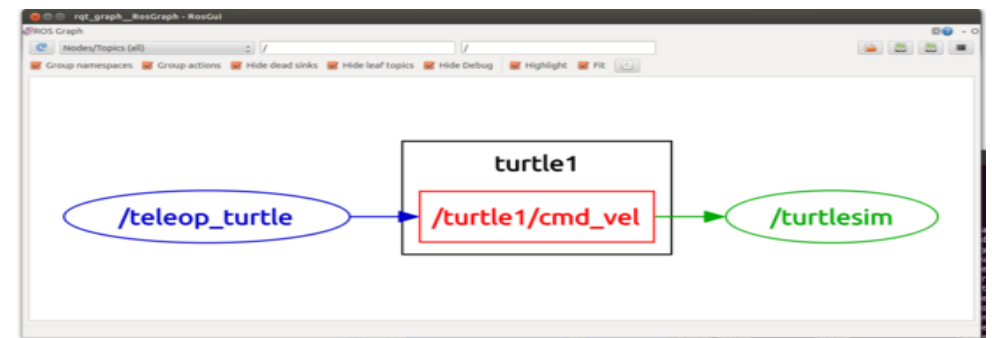 rqt_graph__RosGraph - RosGui
ROS Graph
Nodes/Topics (all) / /
Group namespaces Group actions Hide dead sinks Hide leaf topics Hide Debug Highlight Fit
turtle1
/teleop_turtle /turtle1/cmd_vel /turtlesim